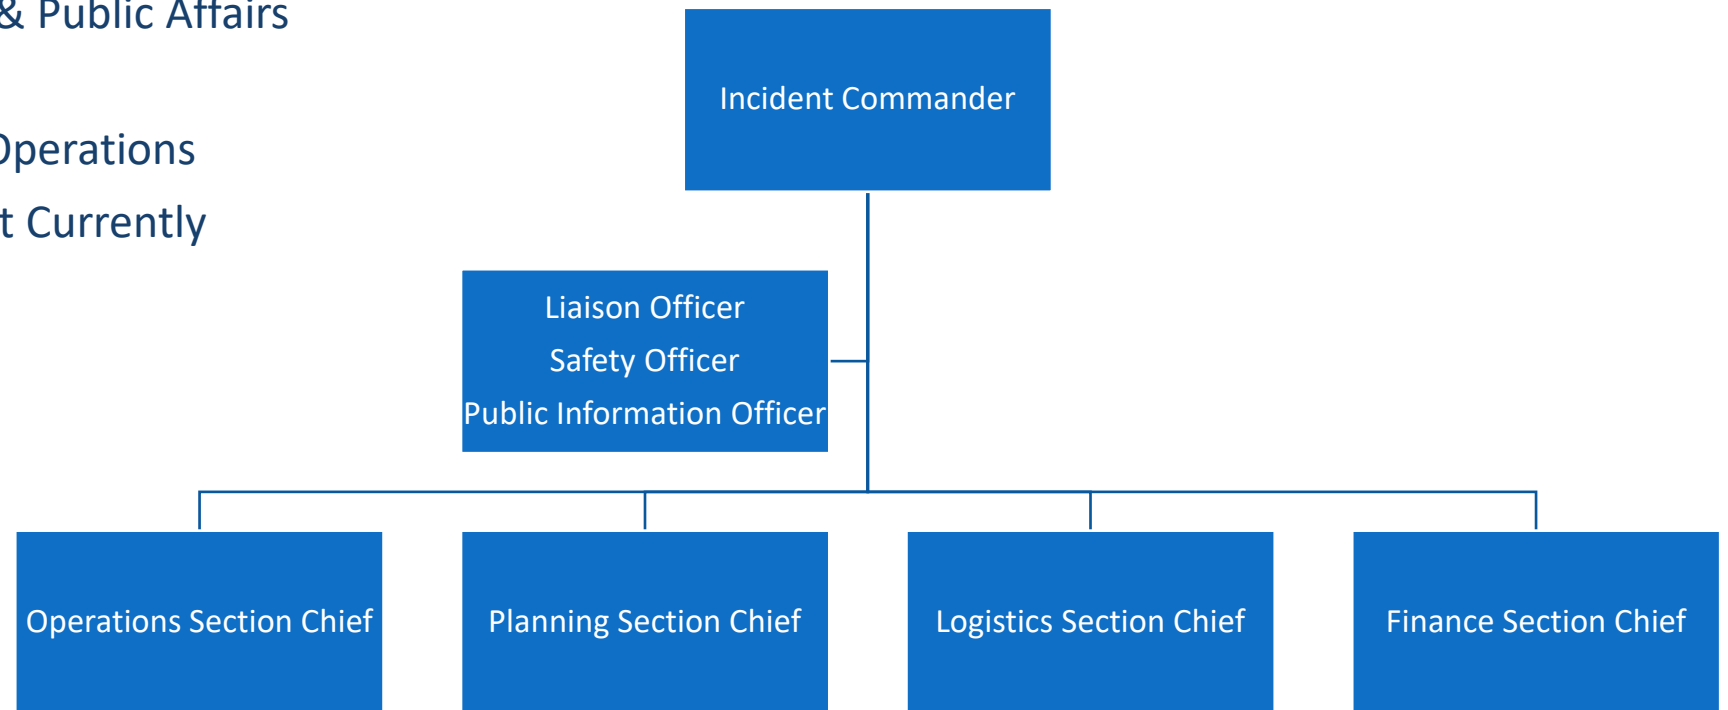 & Public Affairs
Operations
t Currently
Incident Commander
Liaison Officer
Safety Officer
Public Information Officer
Operations Section Chief
Planning Section Chief
Logistics Section Chief
Finance Section Chief